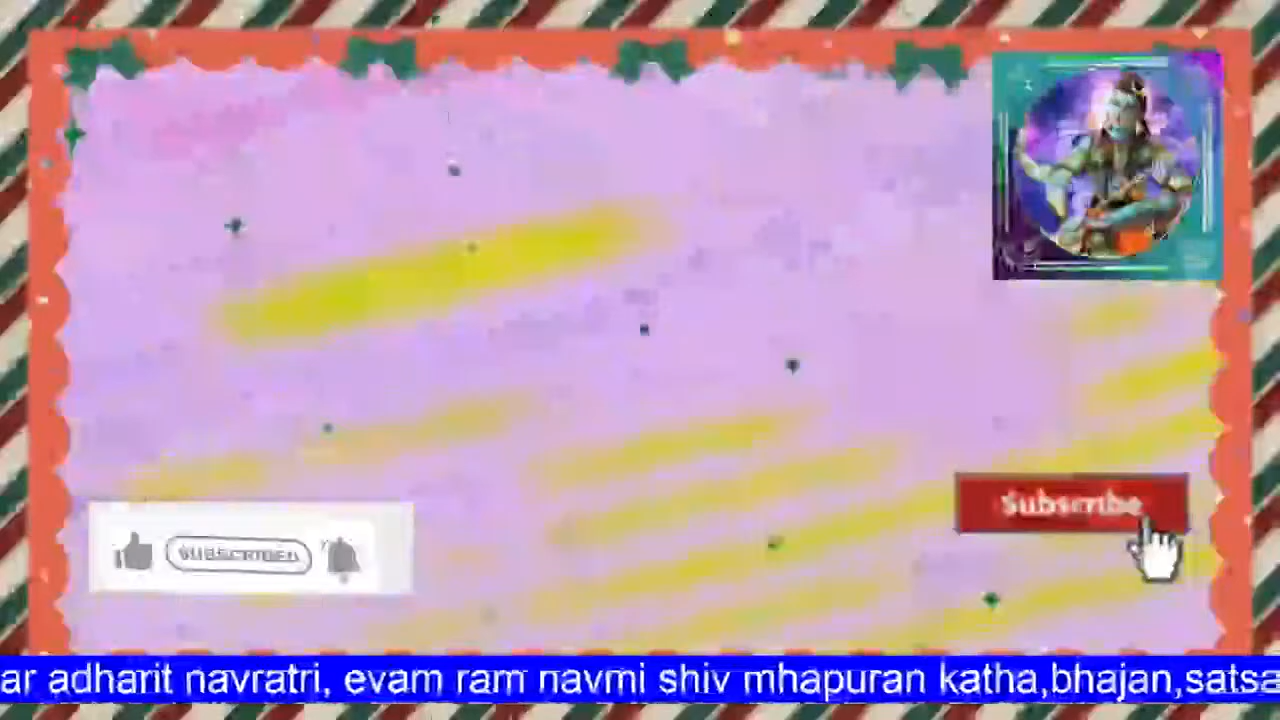 Subscribe
SUBSCRIBED
ar adharit navratri, evam ram navmi shiv mhapuran katha,bhajan,satsa